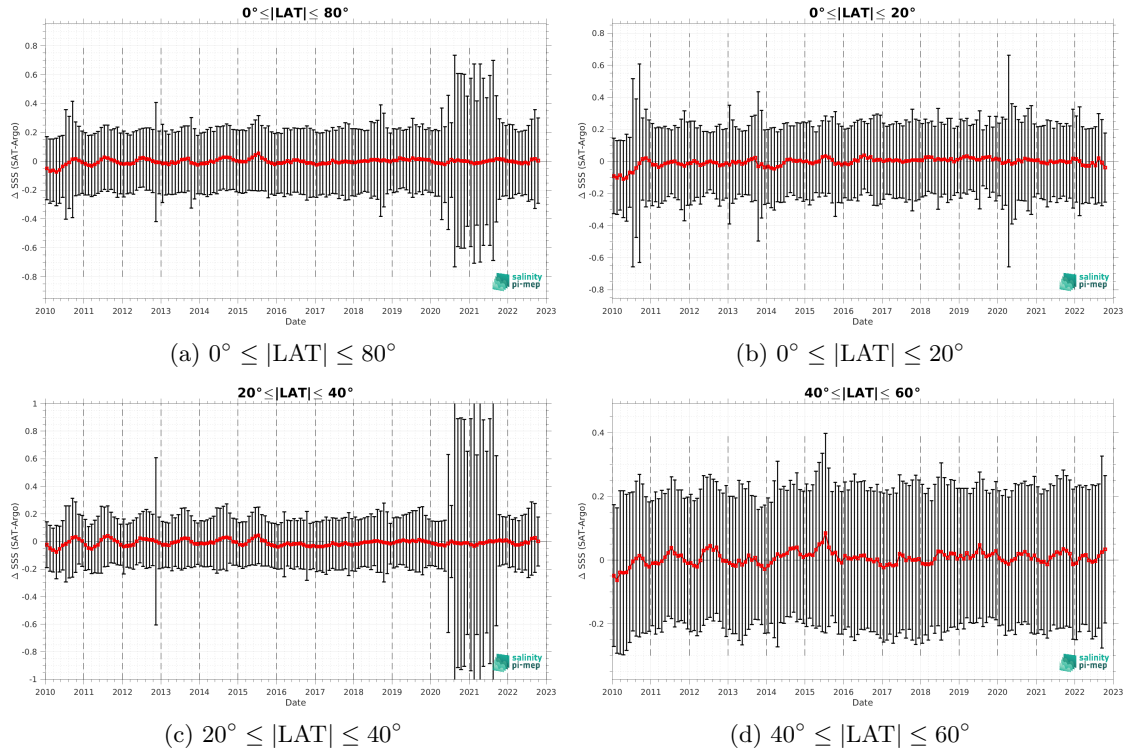 0°≤|LAT|≤ 80°
Δ SSS (SAT-Argo)
0.8
0.6
0.4
0.2
0
-0.2
-0.4
-0.6
-0.8
2010 2011 2012 2013 2014 2015 2016 2017 2018 2019 2020 2021 2022 2023
Date
salinity
pi-mep
(a) 0° ≤ |LAT| ≤ 80°
0°≤|LAT|≤ 20°
Δ SSS (SAT-Argo)
0.8
0.6
0.4
0.2
0
-0.2
-0.4
-0.6
-0.8
2010 2011 2012 2013 2014 2015 2016 2017 2018 2019 2020 2021 2022 2023
Date
salinity
pi-mep
(b) 0° ≤ |LAT| ≤ 20°
20°≤|LAT|≤ 40°
Δ SSS (SAT-Argo)
1
0.8
0.6
0.4
0.2
0
-0.2
-0.4
-0.6
-0.8
-1
2010 2011 2012 2013 2014 2015 2016 2017 2018 2019 2020 2021 2022 2023
Date
salinity
pi-mep
(c) 20° ≤ |LAT| ≤ 40°
40°≤|LAT|≤ 60°
Δ SSS (SAT-Argo)
0.4
0.2
0
0.2
2010 2011 2012 2013 2014 2015 2016 2017 2018 2019 2020 2021 2022 2023
Date
salinity
pi-mep
(d) 40° ≤ |LAT| ≤ 60°